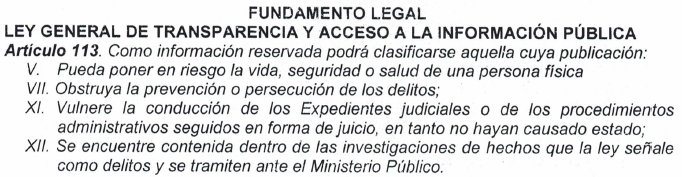 FUNDAMENTO LEGAL
LEY GENERAL DE TRANSPARENCIA Y ACCESO A LA INFORMACIÓN PÚBLICA
Artículo 113. Como información reservada podrá clasificarse aquella cuya publicación:
V. Pueda poner en riesgo la vida, seguridad o salud de una persona física
VII. Obstruya la prevención o persecución de los delitos;
XI. Vulnere la conducción de los Expedientes judiciales o de los procedimientos
administrativos seguidos en forma de juicio, en tanto no hayan causado estado;
XII. Se encuentre contenida dentro de las investigaciones de hechos que la ley señale
como delitos y se tramiten ante el Ministerio Público.